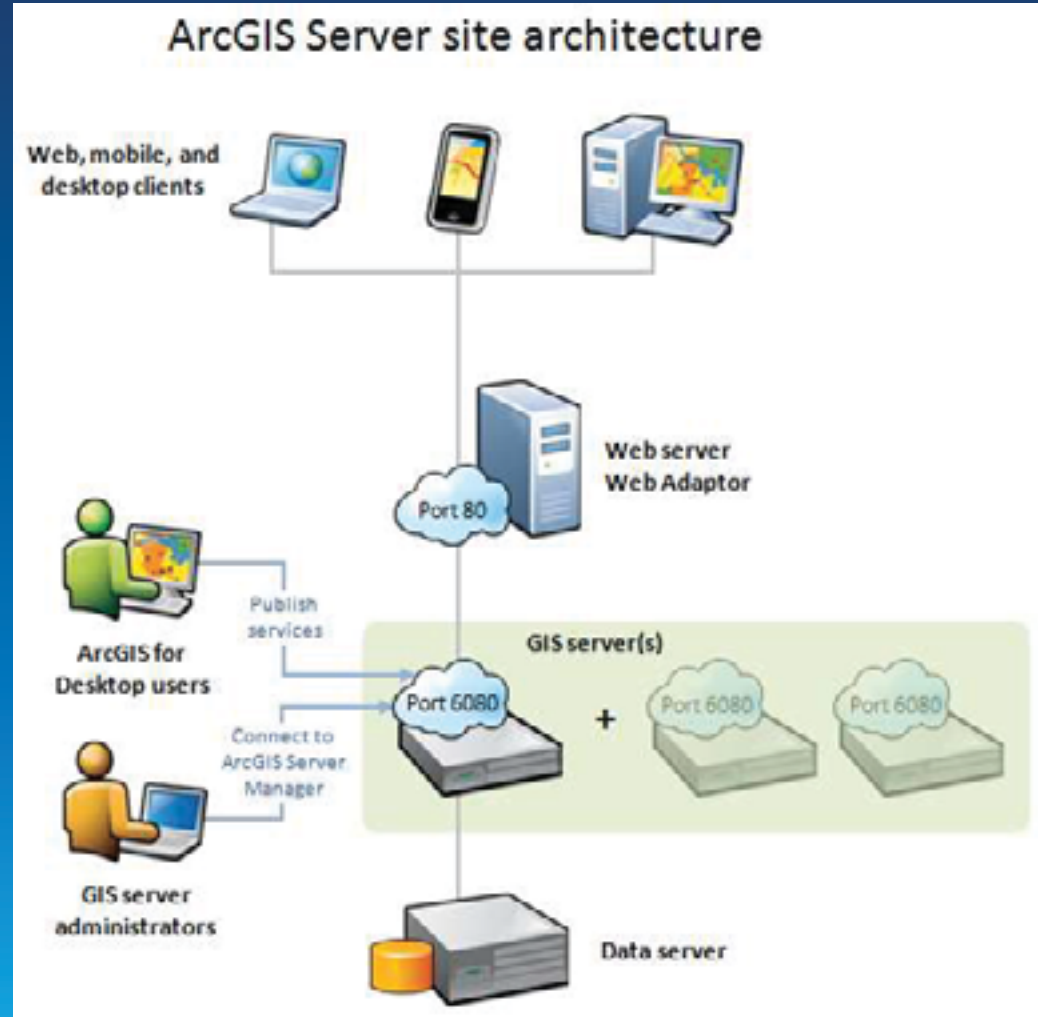 ArcGIS Server site architecture
Web, mobile, and
desktop clients
Web server
Web Adaptor
Port 80
Publish
services
ArcGIS for
Desktop users
GIS server(s)
Port 6080
+
Port 6080
Port 6080
Connect to
ArcGIS Server
Manager
GIS server
administrators
Data server